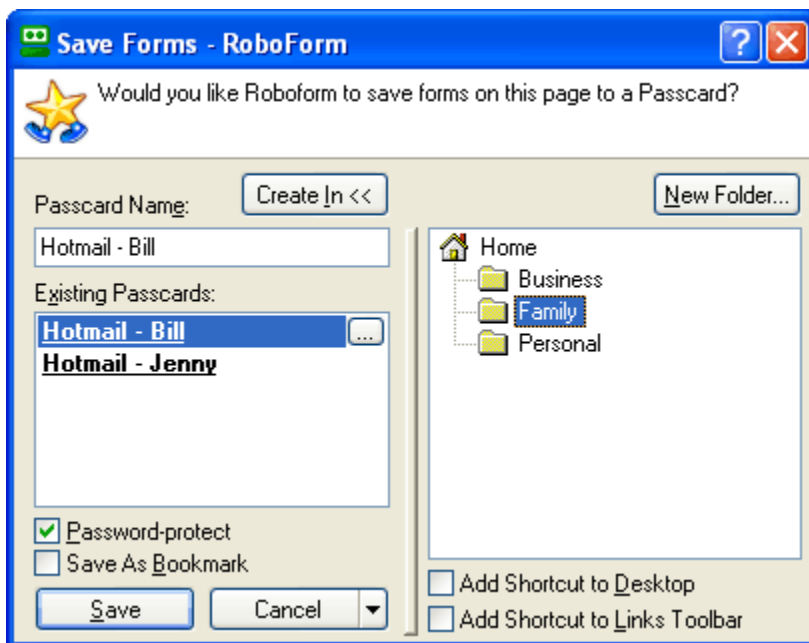 Save Forms - RoboForm
Would you like Roboform to save forms on this page to a Passcard?
Passcard Name:
Create In <<
Hotmail - Bill
Existing Passcards:
Hotmail - Bill
...
Hotmail - Jenny
Password-protect
Save As Bookmark
Save
Cancel
New Folder...
Home
Business
Family
Personal
Add Shortcut to Desktop
Add Shortcut to Links Toolbar